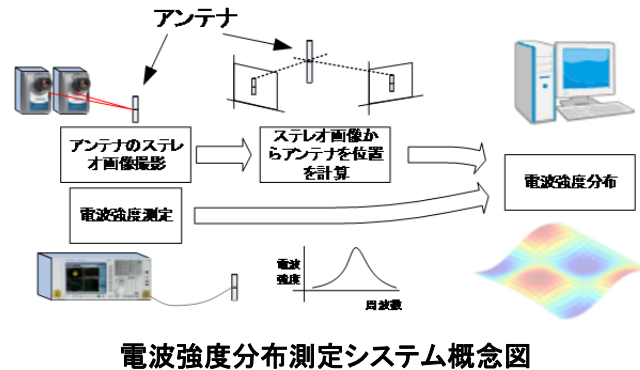 アンテナ
アンテナのステレ
オ画像撮影
ステレオ画像か
らアンテナを位置
を計算
電波強度分布
電波強度測定
電波
強度
周波数
電波強度分布測定システム概念図